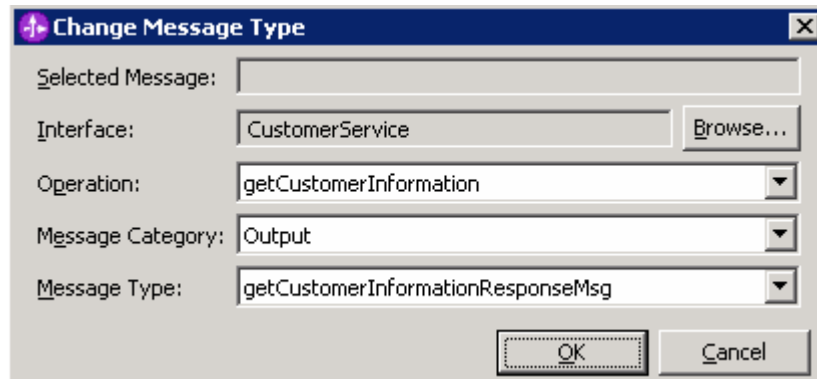 Change Message Type
Selected Message:
Interface: CustomerService Browse...
Operation: getCustomerInformation
Message Category: Output
Message Type: getCustomerInformationResponseMsg
OK Cancel